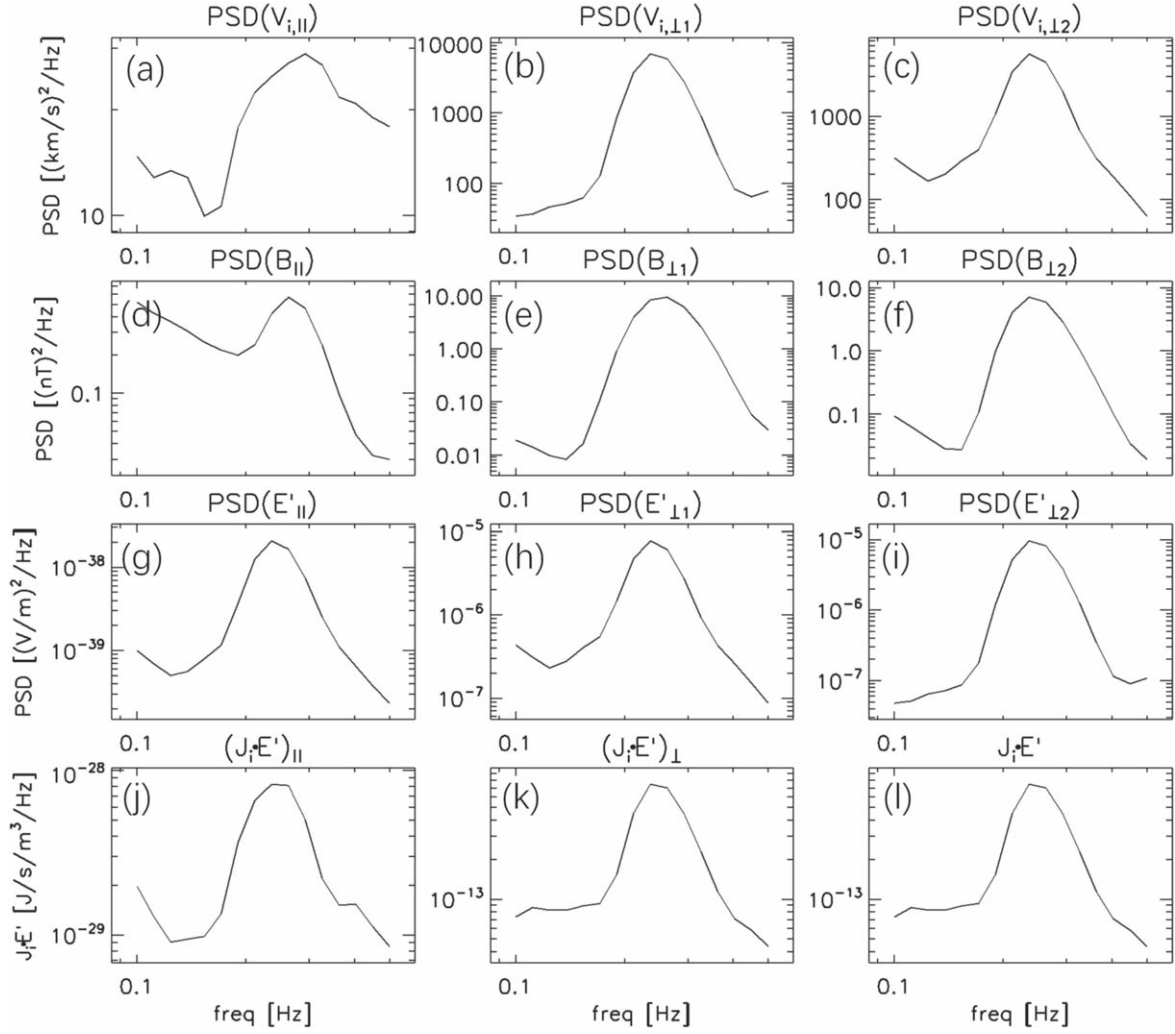 PSD(V_{i,||}) PSD(V_{i,⊥1}) PSD(V_{i,⊥2})
(a) (b) (c)
PSD [(km/s)^2/Hz]
10
10000
1000
100
1000
100
0.1 0.1 0.1
PSD(B_{||}) PSD(B_{⊥1}) PSD(B_{⊥2})
(d) (e) (f)
PSD [(nT)^2/Hz]
0.1
10.00
1.00
0.10
0.01
10.0
1.0
0.1
0.1 0.1 0.1
PSD(E'_{||}) PSD(E'_{⊥1}) PSD(E'_{⊥2})
(g) (h) (i)
PSD [(V/m)^2/Hz]
10^{-38}
10^{-39}
10^{-5}
10^{-6}
10^{-7}
10^{-5}
10^{-6}
10^{-7}
0.1 0.1 0.1
(J_i•E')_{||} (J_i•E')_⊥ J_i•E'
(j) (k) (l)
J_i•E' [J/s/m^3/Hz]
10^{-28}
10^{-29}
10^{-13}
10^{-13}
0.1 0.1 0.1
freq [Hz] freq [Hz] freq [Hz]